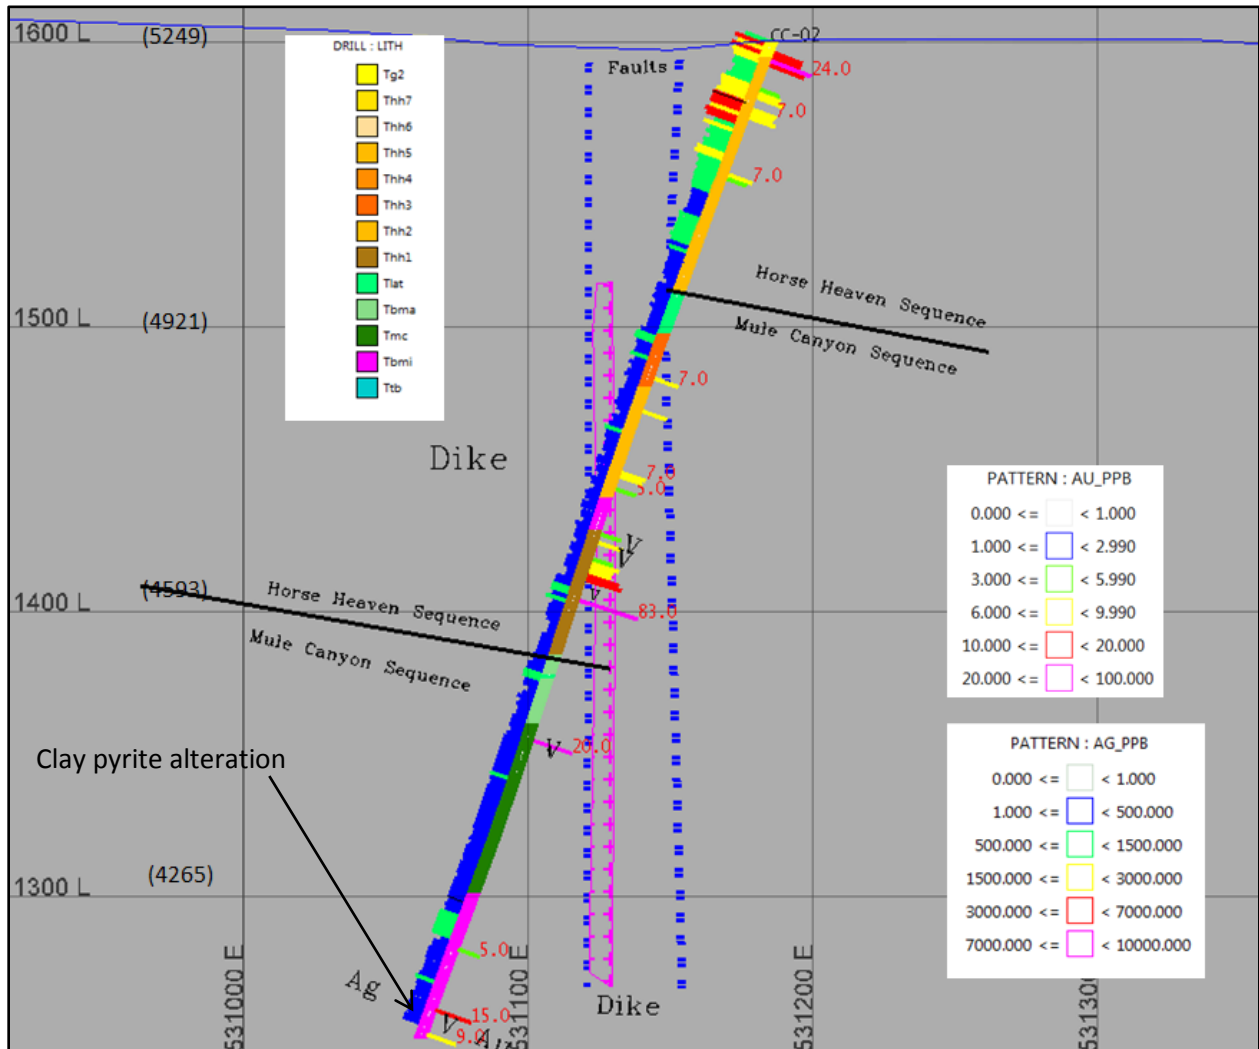 1600 L
(5249)
CC-02
DRILL : LITH
Tg2
Thh7
Thh6
Thh5
Thh4
Thh3
Thh2
Thh1
Tlat
Tbma
Tmc
Tbmi
Ttb
Faults
24.0
7.0
7.0
Horse Heaven Sequence
Mule Canyon Sequence
1500 L
(4921)
7.0
Dike
7.0
5.0
V
V
V
83.0
PATTERN : AU_PPB
0.000 <= < 1.000
1.000 <= < 2.990
3.000 <= < 5.990
6.000 <= < 9.990
10.000 <= < 20.000
20.000 <= < 100.000
(4593)
1400 L
Horse Heaven Sequence
Mule Canyon Sequence
V
20.0
Clay pyrite alteration
PATTERN : AG_PPB
0.000 <= < 1.000
1.000 <= < 500.000
500.000 <= < 1500.000
1500.000 <= < 3000.000
3000.000 <= < 7000.000
7000.000 <= < 10000.000
1300 L
(4265)
5.0
Ag
15.0
V
9.0
Dike
531000 E
531100 E
531200 E